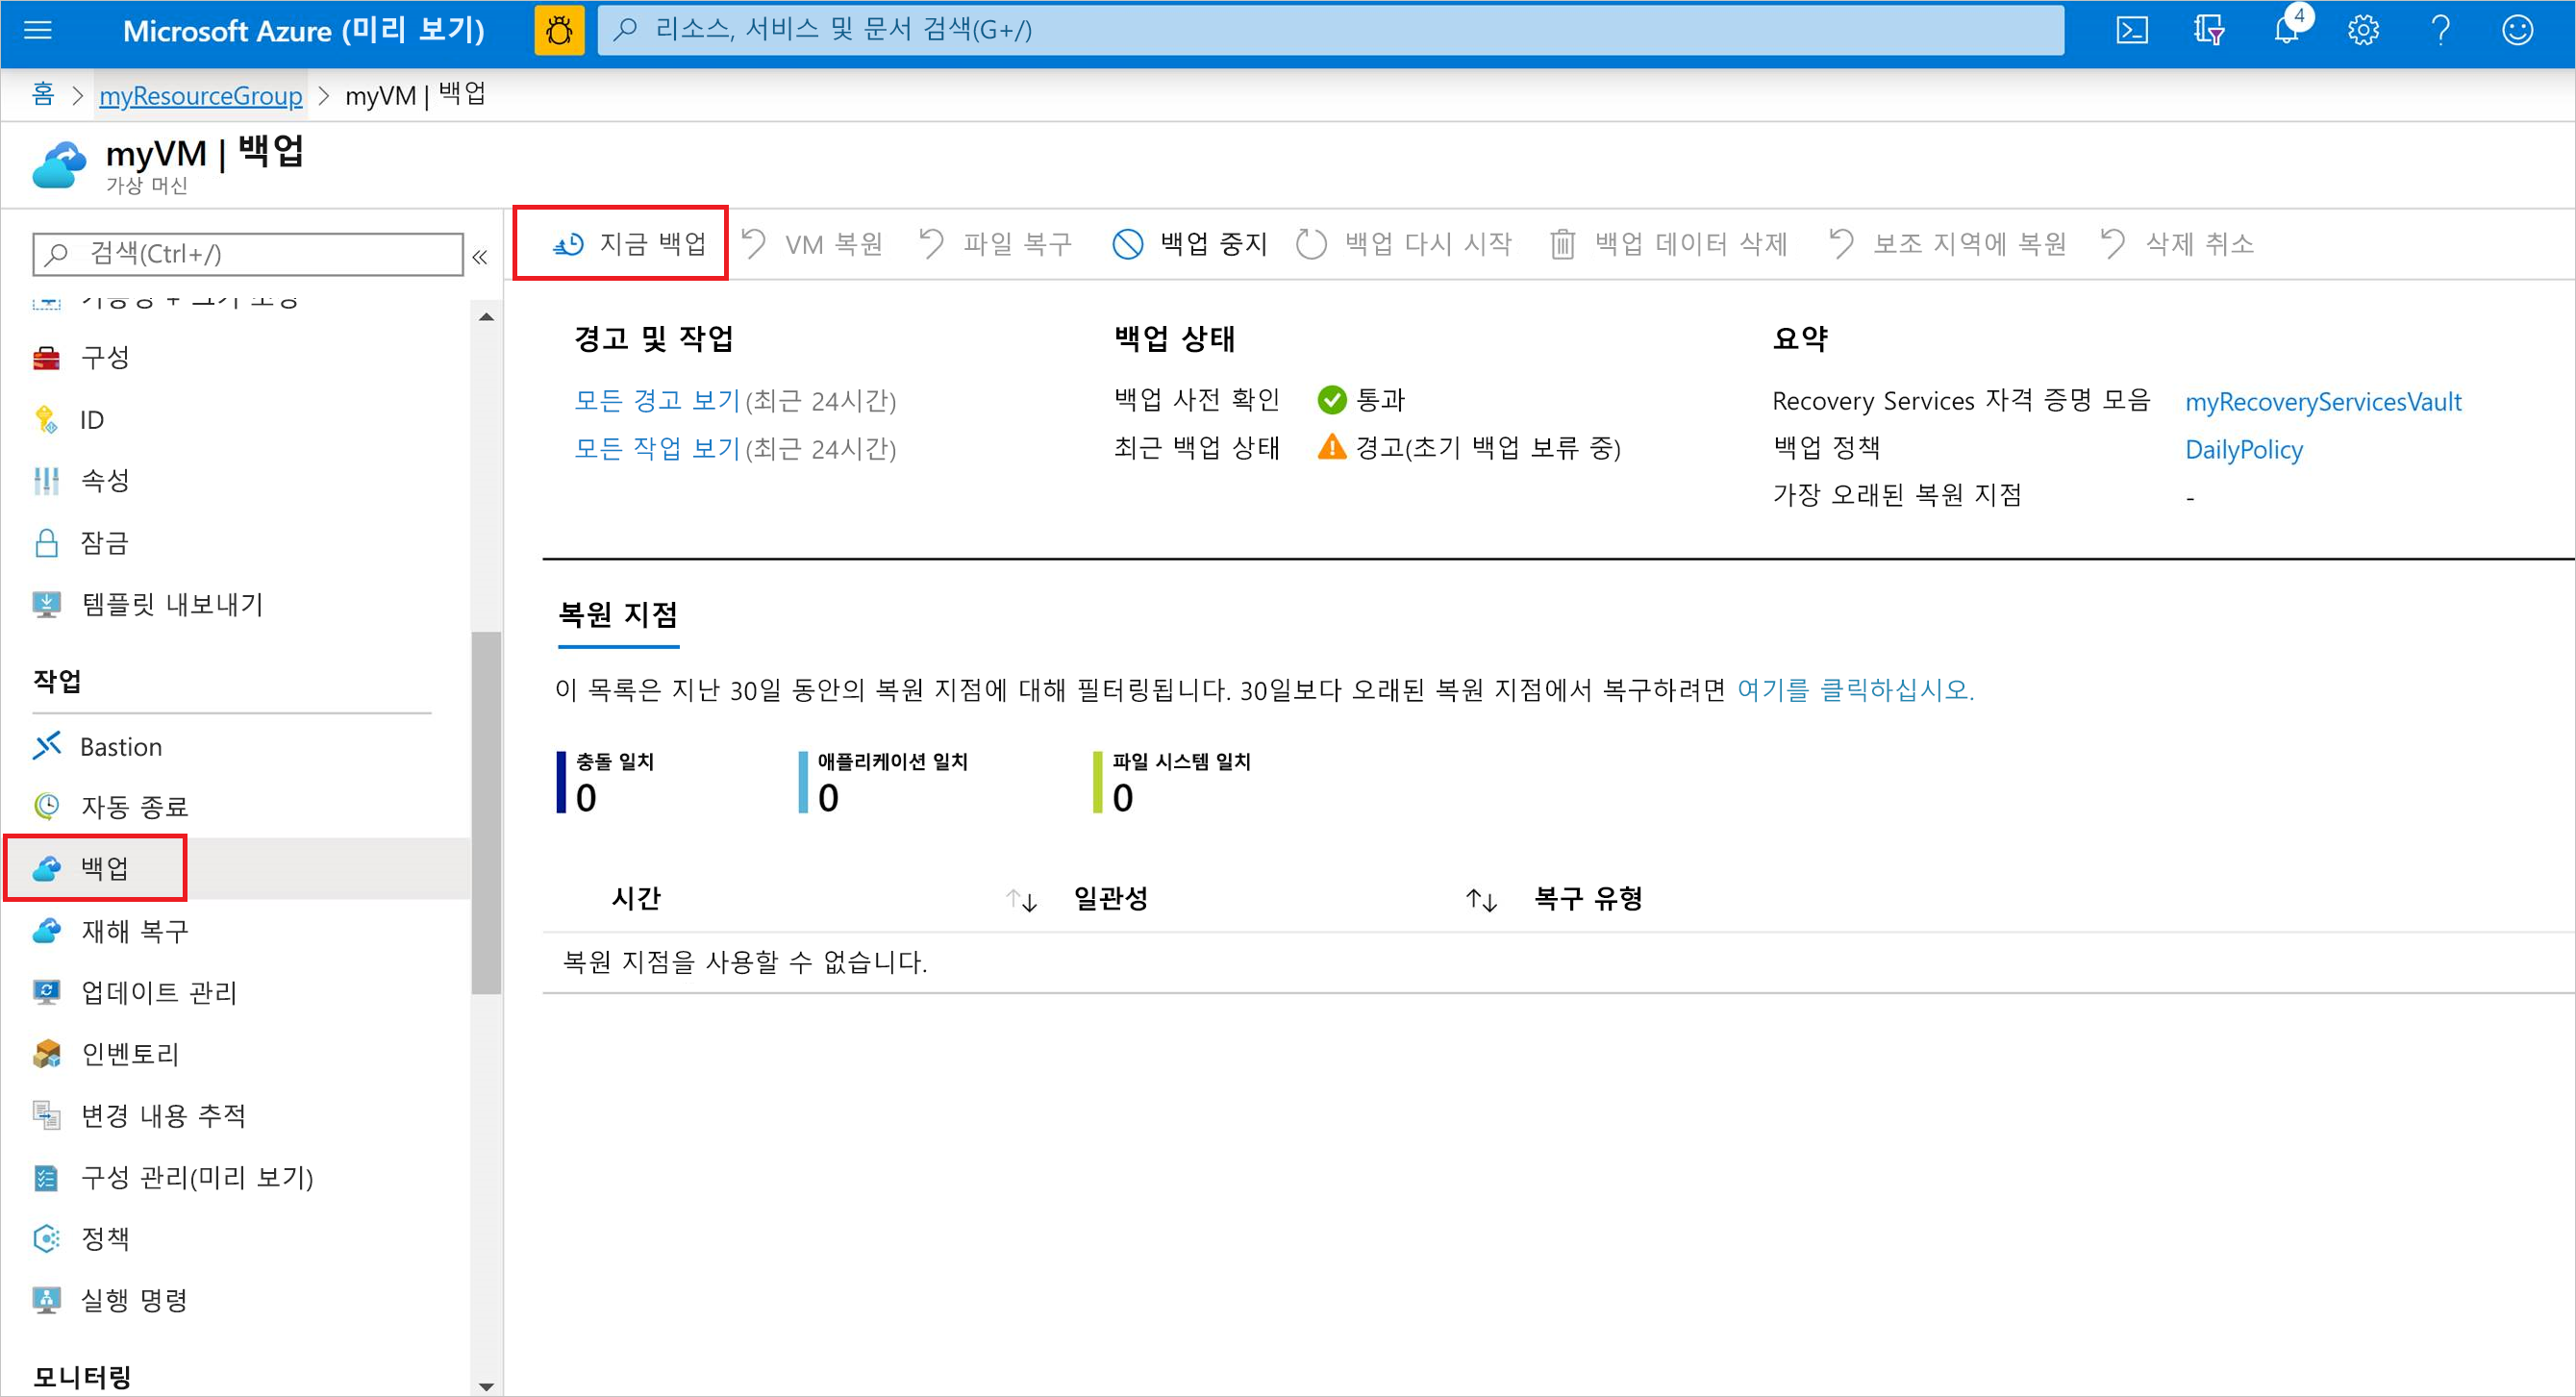 Microsoft Azure (미리 보기)
리소스, 서비스 및 문서 검색(G+/)
4
홈 > myResourceGroup > myVM | 백업
myVM | 백업
가상 머신
검색(Ctrl+/)
«
구성
ID
속성
잠금
템플릿 내보내기
작업
Bastion
자동 종료
백업
재해 복구
업데이트 관리
인벤토리
변경 내용 추적
구성 관리(미리 보기)
정책
실행 명령
모니터링
지금 백업 VM 복원 파일 복구 백업 중지 백업 다시 시작 백업 데이터 삭제 보조 지역에 복원 삭제 취소
경고 및 작업
모든 경고 보기(최근 24시간)
모든 작업 보기(최근 24시간)
백업 상태
백업 사전 확인 통과
최근 백업 상태 경고(초기 백업 보류 중)
요약
Recovery Services 자격 증명 모음 myRecoveryServicesVault
백업 정책 DailyPolicy
가장 오래된 복원 지점 -
복원 지점
이 목록은 지난 30일 동안의 복원 지점에 대해 필터링됩니다. 30일보다 오래된 복원 지점에서 복구하려면 여기를 클릭하십시오.
충돌 일치
0
애플리케이션 일치
0
파일 시스템 일치
0
시간 일관성 복구 유형
복원 지점을 사용할 수 없습니다.